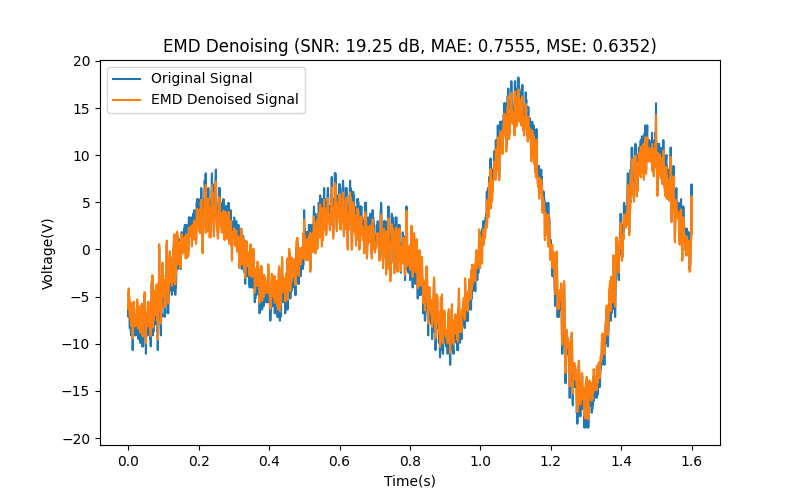 EMD Denoising (SNR: 19.25 dB, MAE: 0.7555, MSE: 0.6352)
Original Signal
EMD Denoised Signal
20
15
10
5
0
−5
−10
−15
−20
Voltage(V)
0.0 0.2 0.4 0.6 0.8 1.0 1.2 1.4 1.6
Time(s)